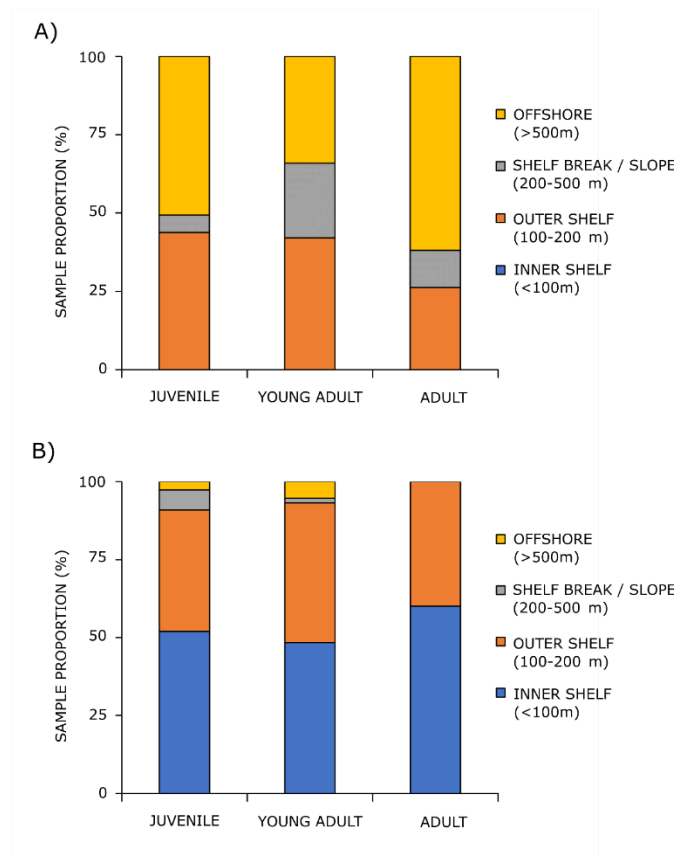 A)
SAMPLE PROPORTION (%)
100
75
50
25
0
JUVENILE
YOUNG ADULT
ADULT
OFFSHORE
(>500m)
SHELF BREAK / SLOPE
(200-500 m)
OUTER SHELF
(100-200 m)
INNER SHELF
(<100m)
B)
SAMPLE PROPORTION (%)
100
75
50
25
0
JUVENILE
YOUNG ADULT
ADULT
OFFSHORE
(>500m)
SHELF BREAK / SLOPE
(200-500 m)
OUTER SHELF
(100-200 m)
INNER SHELF
(<100m)